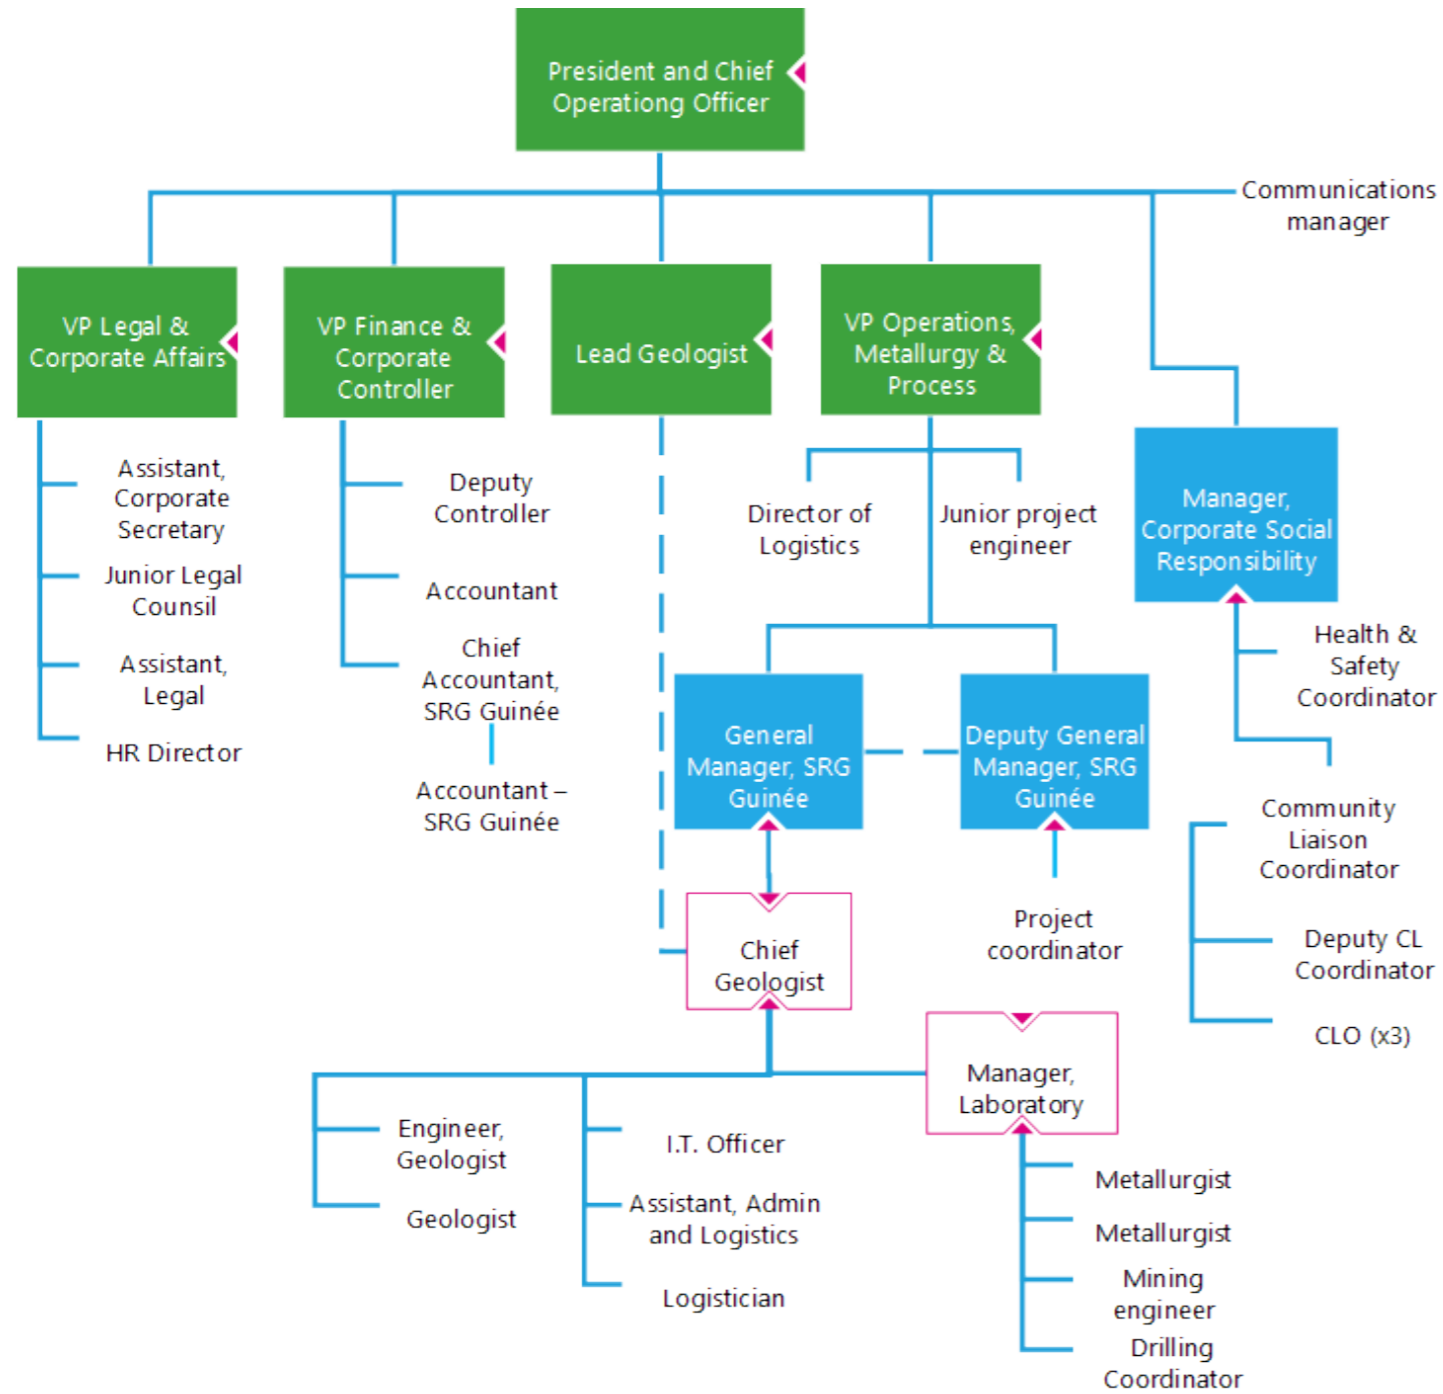 President and Chief
Operationg Officer
Communications
manager
VP Legal &
Corporate Affairs
VP Finance &
Corporate
Controller
Lead Geologist
VP Operations,
Metallurgy &
Process
Assistant,
Corporate
Secretary
Junior Legal
Counsil
Assistant,
Legal
HR Director
Deputy
Controller
Accountant
Chief
Accountant,
SRG Guinée
Accountant –
SRG Guinée
Director of
Logistics
Junior project
engineer
Manager,
Corporate Social
Responsibility
Health &
Safety
Coordinator
General
Manager, SRG
Guinée
Deputy General
Manager, SRG
Guinée
Community
Liaison
Coordinator
Deputy CL
Coordinator
CLO (x3)
Chief
Geologist
Project
coordinator
Manager,
Laboratory
Engineer,
Geologist
Geologist
I.T. Officer
Assistant, Admin
and Logistics
Logistician
Metallurgist
Metallurgist
Mining
engineer
Drilling
Coordinator